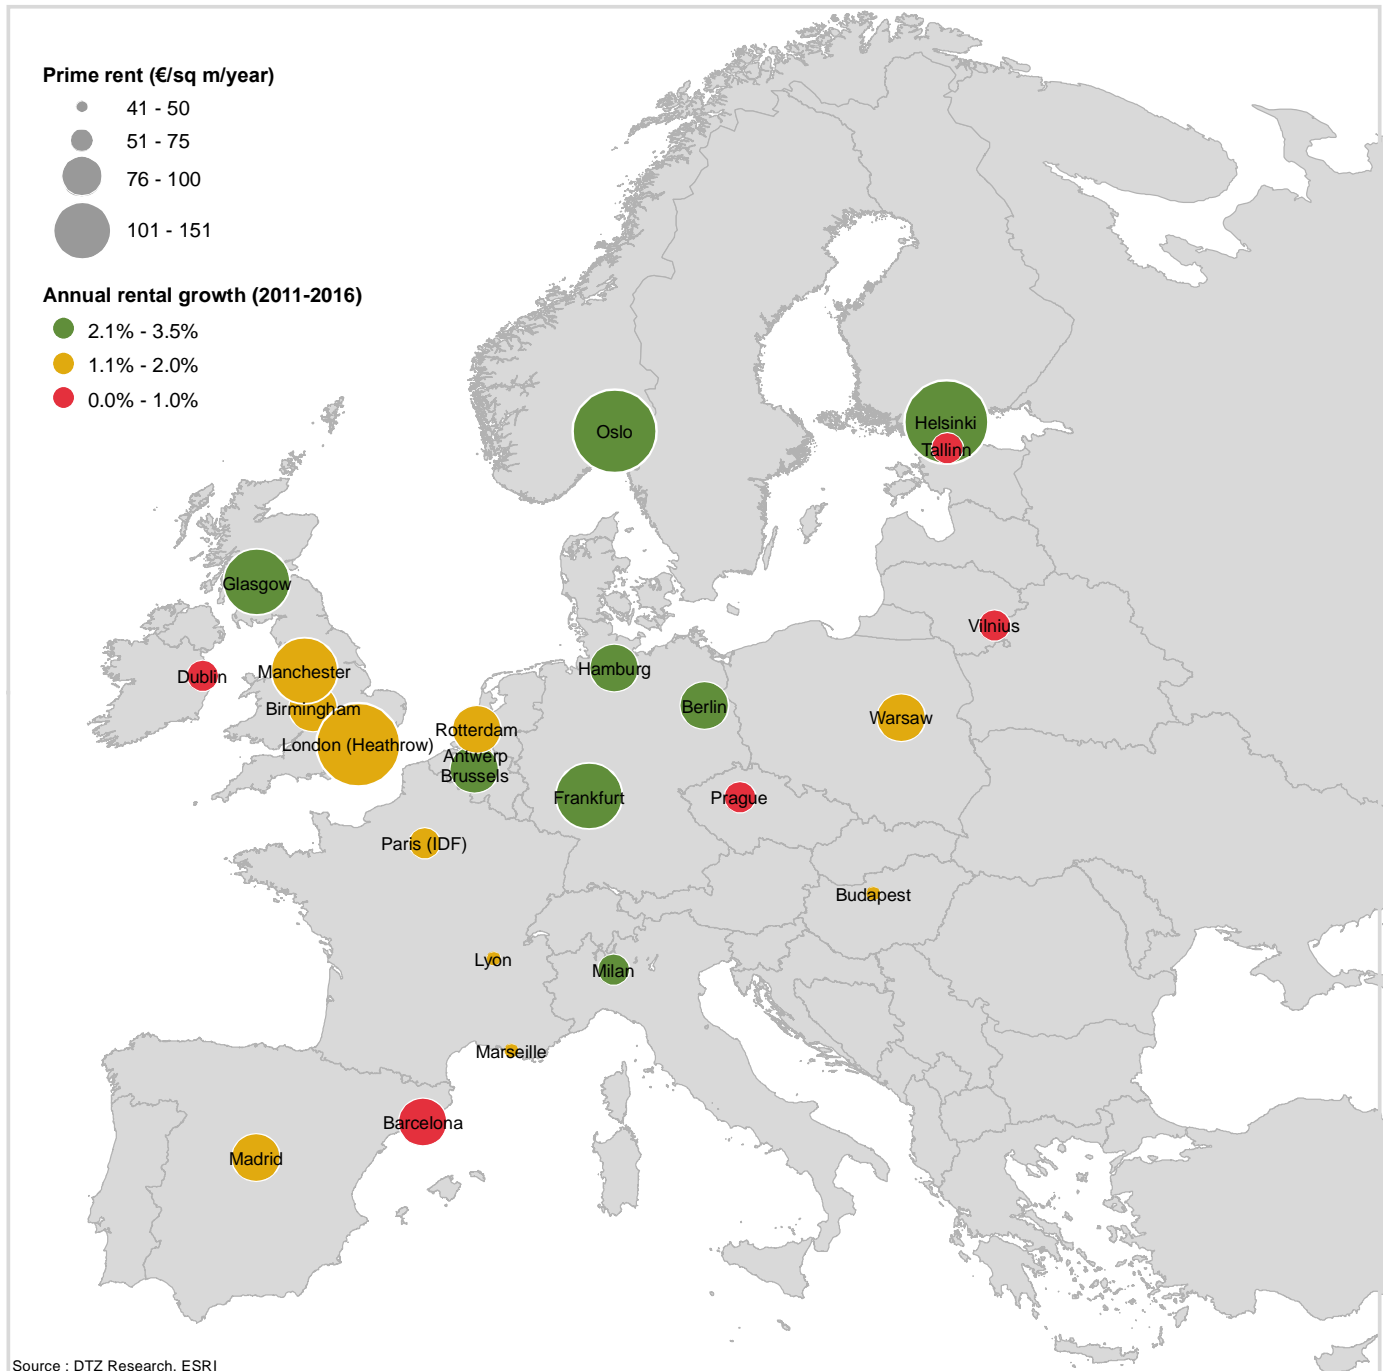 Prime rent (€/sq m/year)
41 - 50
51 - 75
76 - 100
101 - 151
Annual rental growth (2011-2016)
2.1% - 3.5%
1.1% - 2.0%
0.0% - 1.0%
Oslo
Helsinki
Tallinn
Glasgow
Vilnius
Dublin
Manchester
Hamburg
Birmingham
Berlin
Warsaw
London (Heathrow)
Rotterdam
Antwerp
Brussels
Frankfurt
Prague
Paris (IDF)
Budapest
Lyon
Milan
Marseille
Barcelona
Madrid
Source : DTZ Research, ESRI